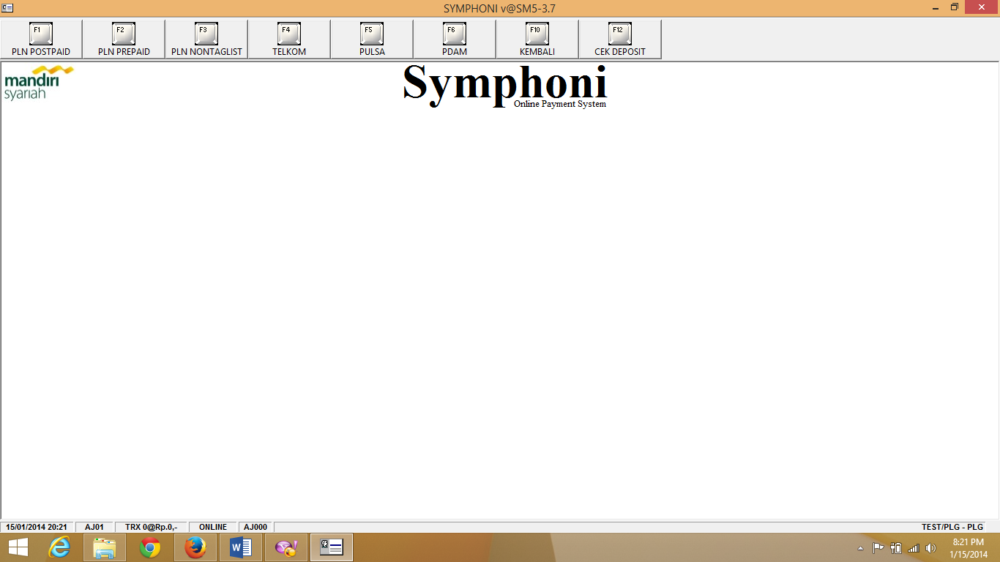 SYMPHONI v@SM5-3.7
F1 F2 F3 F4 F5 F6 F10 F12
PLN POSTPAID PLN PREPAID PLN NONTAGLIST TELKOM PULSA PDAM KEMBALI CEK DEPOSIT
mandiri
syariah
Symphoni
Online Payment System
15/01/2014 20:21 AJ01 TRX 0@Rp.0,- ONLINE AJ000 TEST/PLG - PLG
8:21 PM
1/15/2014